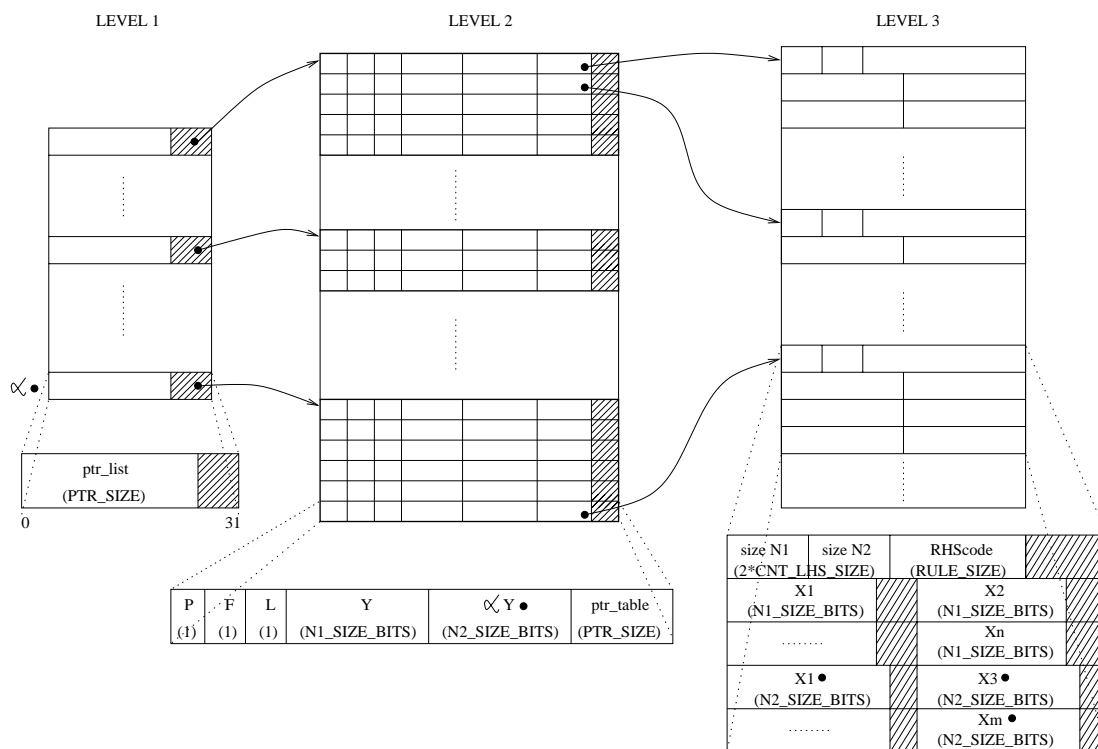 LEVEL 1
LEVEL 2
LEVEL 3
α •
ptr_list
(PTR_SIZE)
0
31
P
(1)
F
(1)
L
(1)
Y
(N1_SIZE_BITS)
α Y •
(N2_SIZE_BITS)
ptr_table
(PTR_SIZE)
size N1
size N2
(2*CNT_LHS_SIZE)
RHScode
(RULE_SIZE)
X1
(N1_SIZE_BITS)
X2
(N1_SIZE_BITS)
........
Xn
(N1_SIZE_BITS)
X1 •
(N2_SIZE_BITS)
X3 •
(N2_SIZE_BITS)
........
Xm •
(N2_SIZE_BITS)